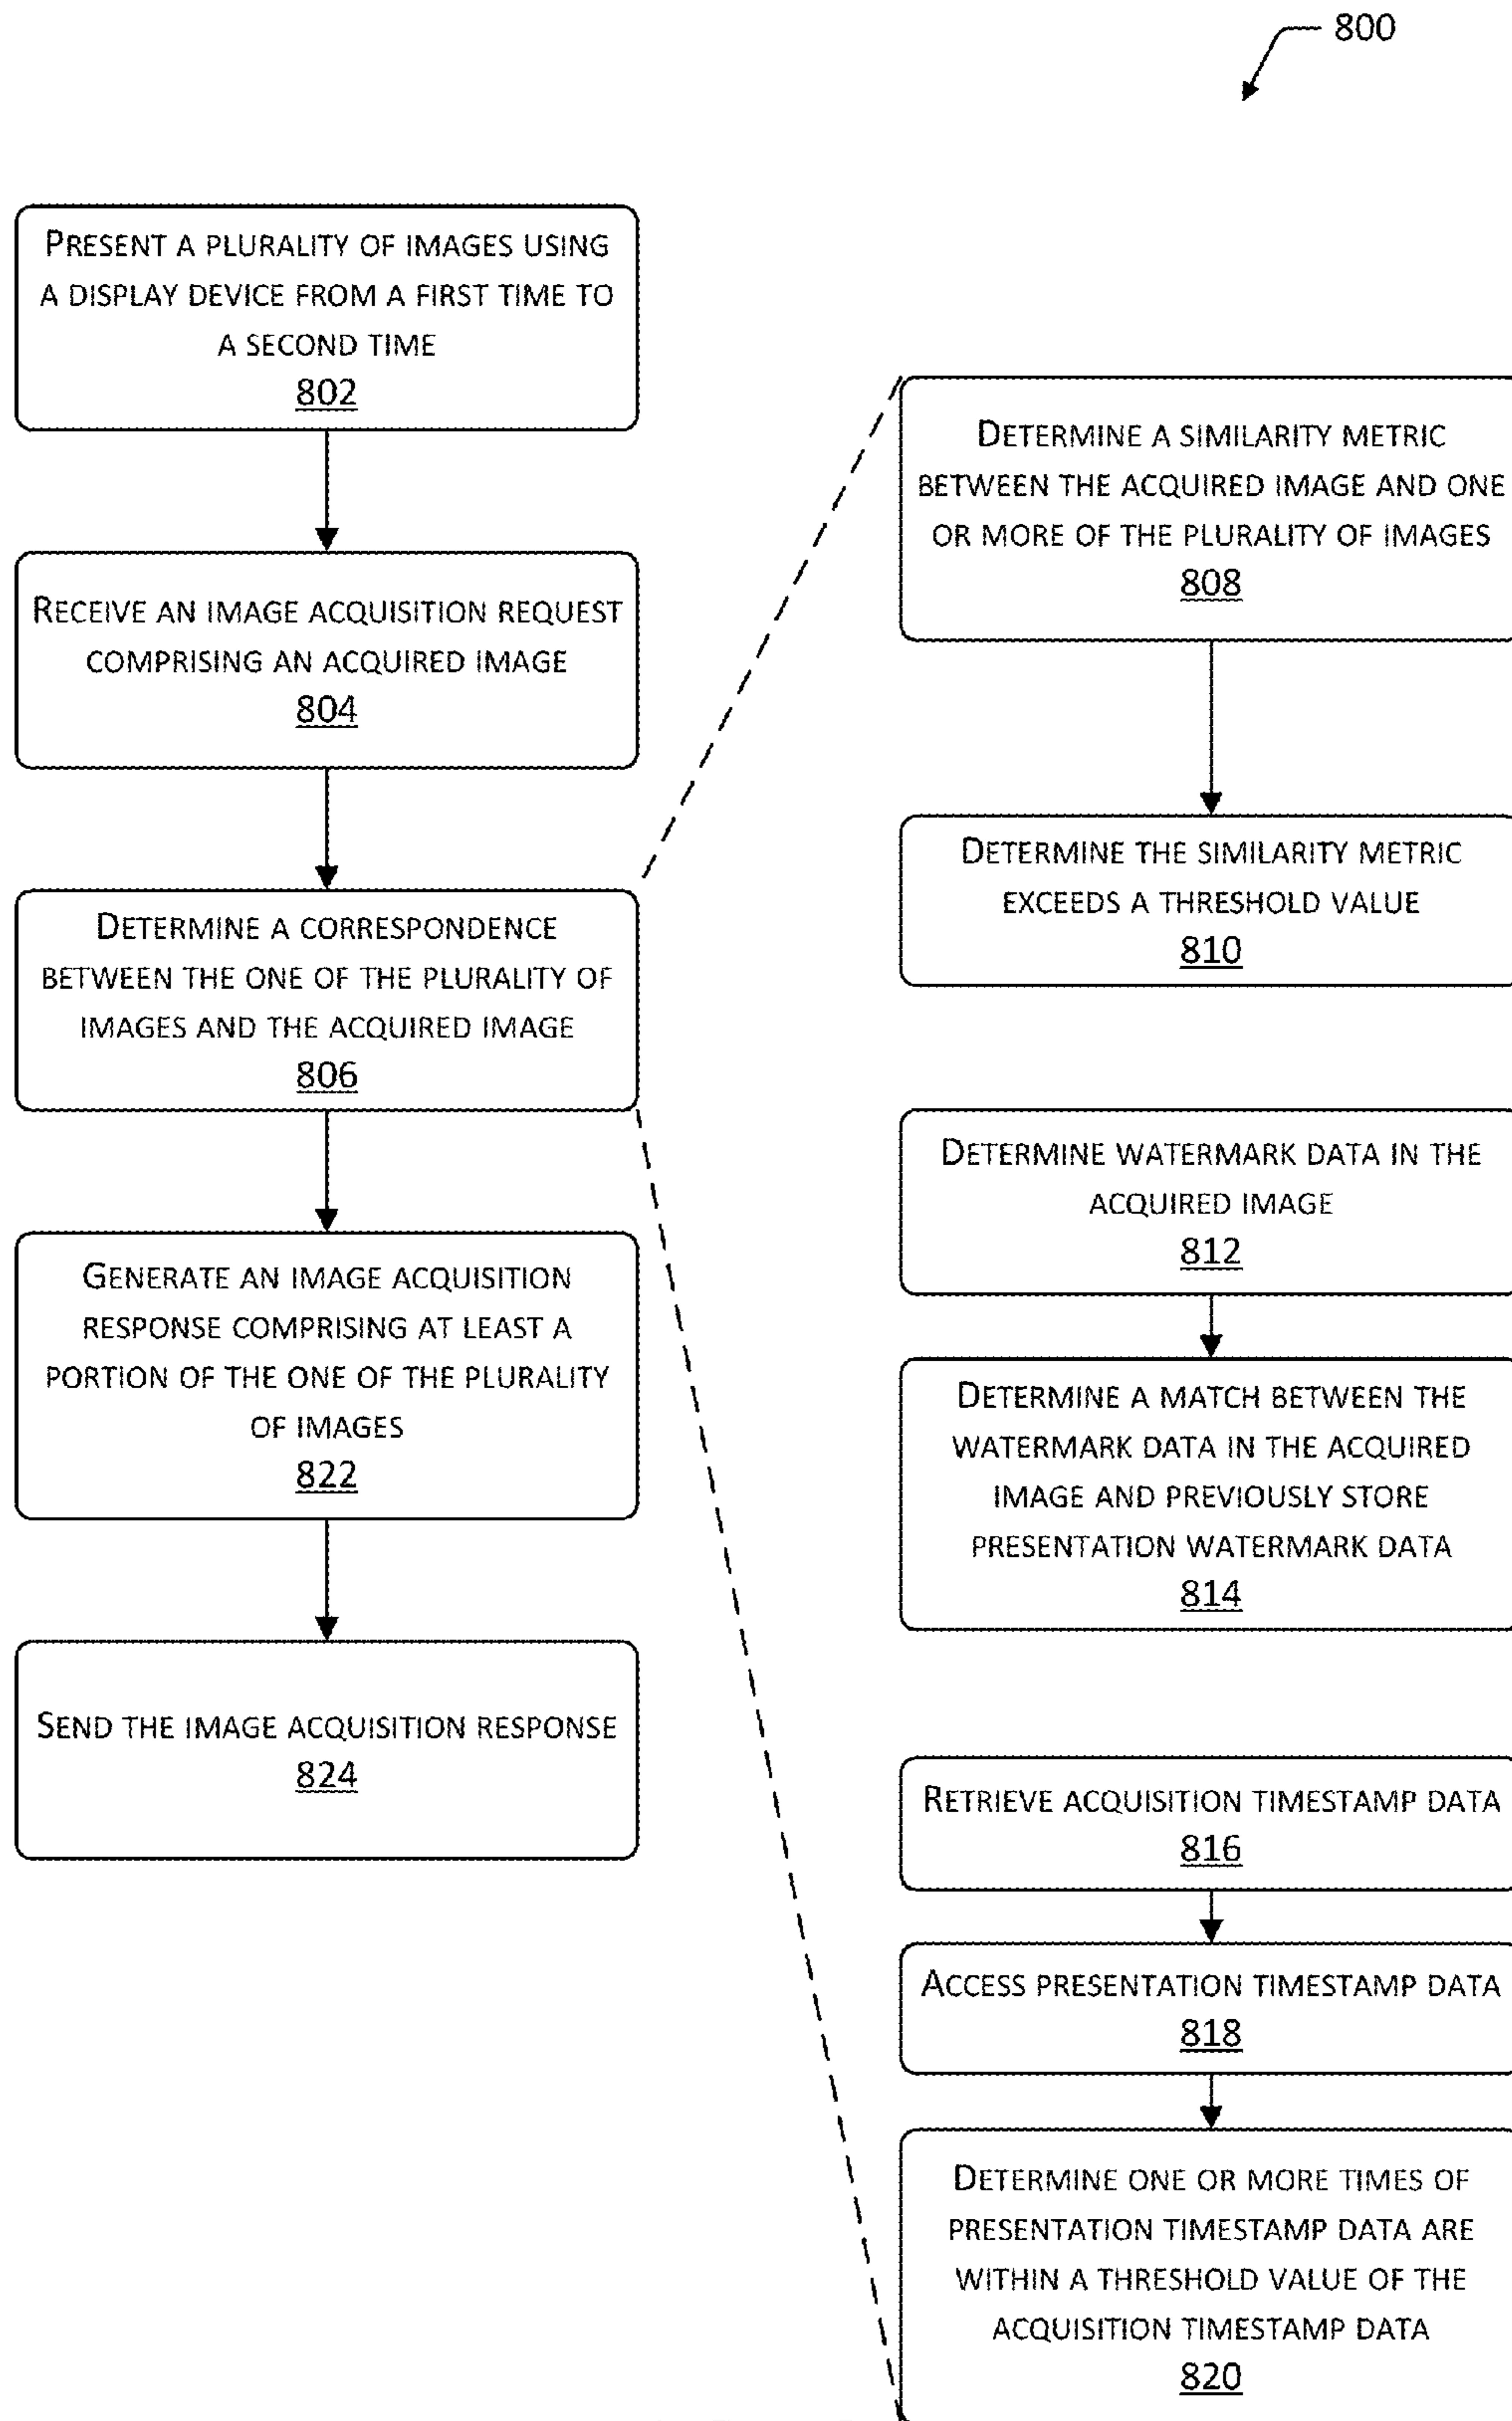 800
PRESENT A PLURALITY OF IMAGES USING
A DISPLAY DEVICE FROM A FIRST TIME TO
A SECOND TIME
802
RECEIVE AN IMAGE ACQUISITION REQUEST
COMPRISING AN ACQUIRED IMAGE
804
DETERMINE A CORRESPONDENCE
BETWEEN THE ONE OF THE PLURALITY OF
IMAGES AND THE ACQUIRED IMAGE
806
GENERATE AN IMAGE ACQUISITION
RESPONSE COMPRISING AT LEAST A
PORTION OF THE ONE OF THE PLURALITY
OF IMAGES
822
SEND THE IMAGE ACQUISITION RESPONSE
824
DETERMINE A SIMILARITY METRIC
BETWEEN THE ACQUIRED IMAGE AND ONE
OR MORE OF THE PLURALITY OF IMAGES
808
DETERMINE THE SIMILARITY METRIC
EXCEEDS A THRESHOLD VALUE
810
DETERMINE WATERMARK DATA IN THE
ACQUIRED IMAGE
812
DETERMINE A MATCH BETWEEN THE
WATERMARK DATA IN THE ACQUIRED
IMAGE AND PREVIOUSLY STORE
PRESENTATION WATERMARK DATA
814
RETRIEVE ACQUISITION TIMESTAMP DATA
816
ACCESS PRESENTATION TIMESTAMP DATA
818
DETERMINE ONE OR MORE TIMES OF
PRESENTATION TIMESTAMP DATA ARE
WITHIN A THRESHOLD VALUE OF THE
ACQUISITION TIMESTAMP DATA
820